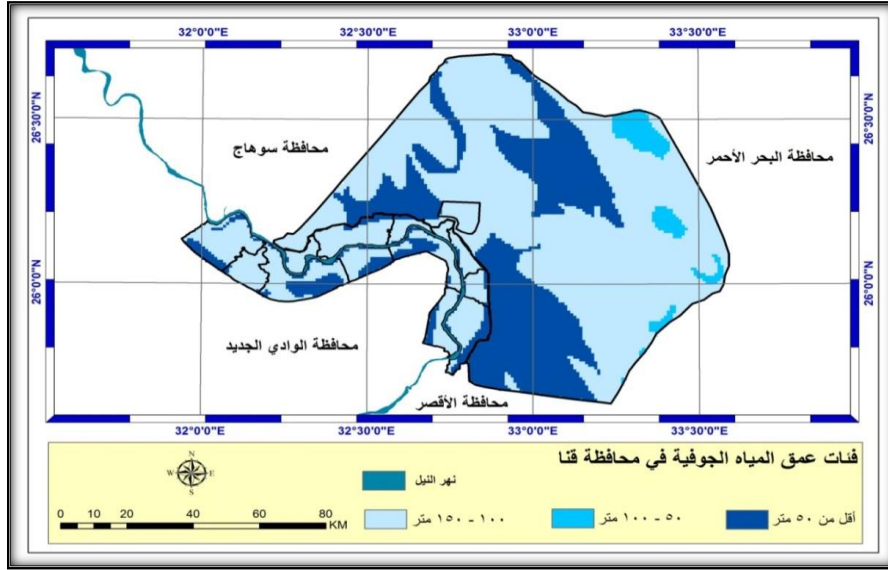 32°0'0"E 32°30'0"E 33°0'0"E 33°30'0"E
26°30'0"N 26°30'0"N
محافظة سوهاج
محافظة البحر الأحمر
26°0'0"N 26°0'0"N
محافظة الوادي الجديد
محافظة الأقصر
32°0'0"E 32°30'0"E 33°0'0"E 33°30'0"E
فئات عمق المياه الجوفية في محافظة قنا
N
W E
S
نهر النيل
أقل من ٥٠ متر
٥٠ - ١٠٠ متر
١٠٠ - ١٥٠ متر
0 5 10 20 40 60 80
KM